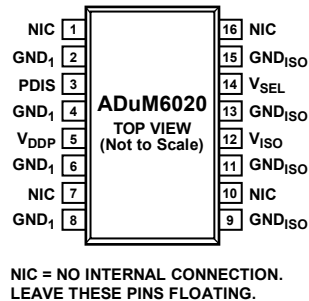 NIC 1 16 NIC
GND1 2 15 GNDISO
PDIS 3 14 VSEL
GND1 4 ADuM6020 13 GNDISO
TOP VIEW
VDDP 5 (Not to Scale) 12 VISO
GND1 6 11 GNDISO
NIC 7 10 NIC
GND1 8 9 GNDISO
NIC = NO INTERNAL CONNECTION.
LEAVE THESE PINS FLOATING.